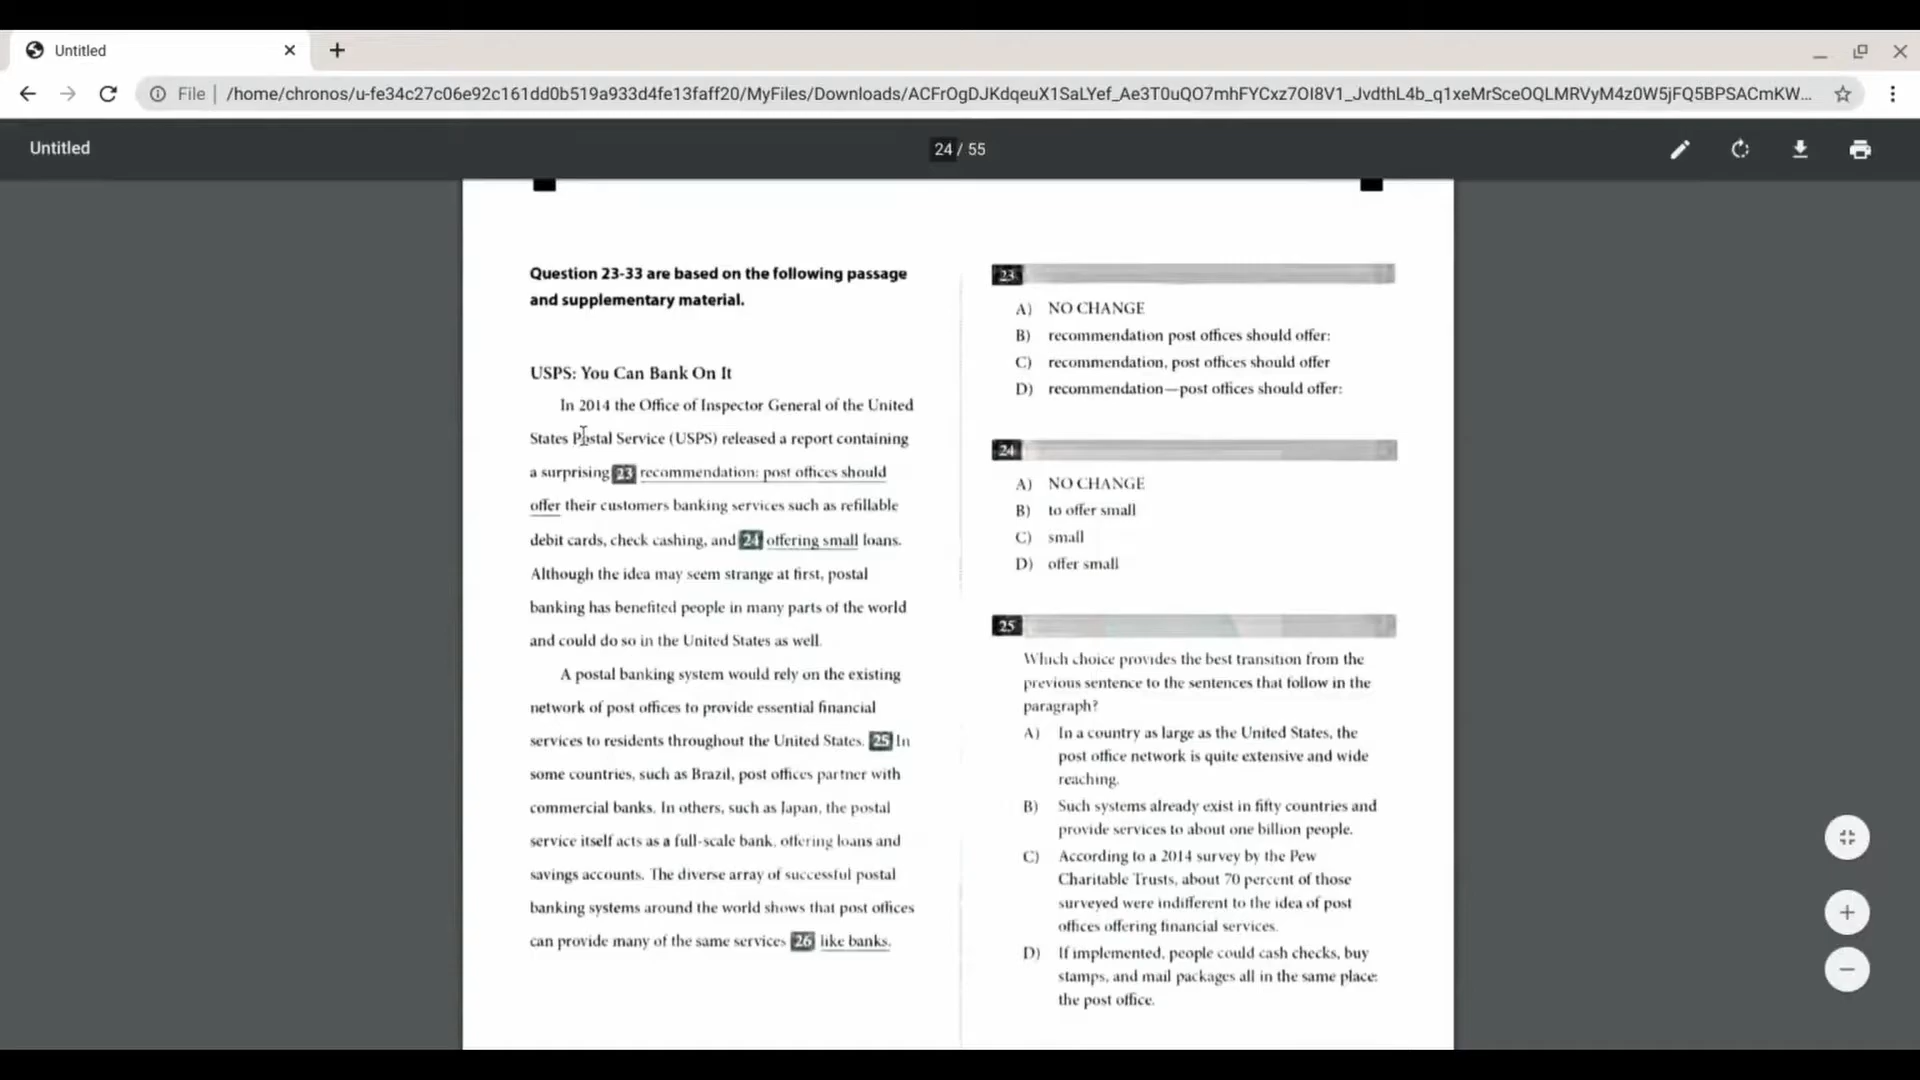 Untitled
File
/home/chronos/u-fe34c27c06e92c161dd0b519a933d4fe13faff20/MyFiles/Downloads/ACFrOgDJKdqeuX1SaLYef_Ae3T0uQO7mhFYCxz7OI8V1_JvdthL4b_q1xeMrSceOQLMRVyM4z0W5jFQ5BPSACmKW...
Untitled
24 / 55
Question 23-33 are based on the following passage
and supplementary material.
USPS: You Can Bank On It
In 2014 the Office of Inspector General of the United
States Postal Service (USPS) released a report containing
a surprising 23 recommendation: post offices should
offer their customers banking services such as refillable
debit cards, check cashing, and 24 offering small loans.
Although the idea may seem strange at first, postal
banking has benefited people in many parts of the world
and could do so in the United States as well.
A postal banking system would rely on the existing
network of post offices to provide essential financial
services to residents throughout the United States. 25 In
some countries, such as Brazil, post offices partner with
commercial banks. In others, such as Japan, the postal
service itself acts as a full-scale bank, offering loans and
savings accounts. The diverse array of successful postal
banking systems around the world shows that post offices
can provide many of the same services 26 like banks.
23
A) NO CHANGE
B) recommendation post offices should offer:
C) recommendation, post offices should offer
D) recommendation—post offices should offer:
24
A) NO CHANGE
B) to offer small
C) small
D) offer small
25
Which choice provides the best transition from the
previous sentence to the sentences that follow in the
paragraph?
A) In a country as large as the United States, the
post office network is quite extensive and wide
reaching.
B) Such systems already exist in fifty countries and
provide services to about one billion people.
C) According to a 2014 survey by the Pew
Charitable Trusts, about 70 percent of those
surveyed were indifferent to the idea of post
offices offering financial services.
D) If implemented, people could cash checks, buy
stamps, and mail packages all in the same place:
the post office.